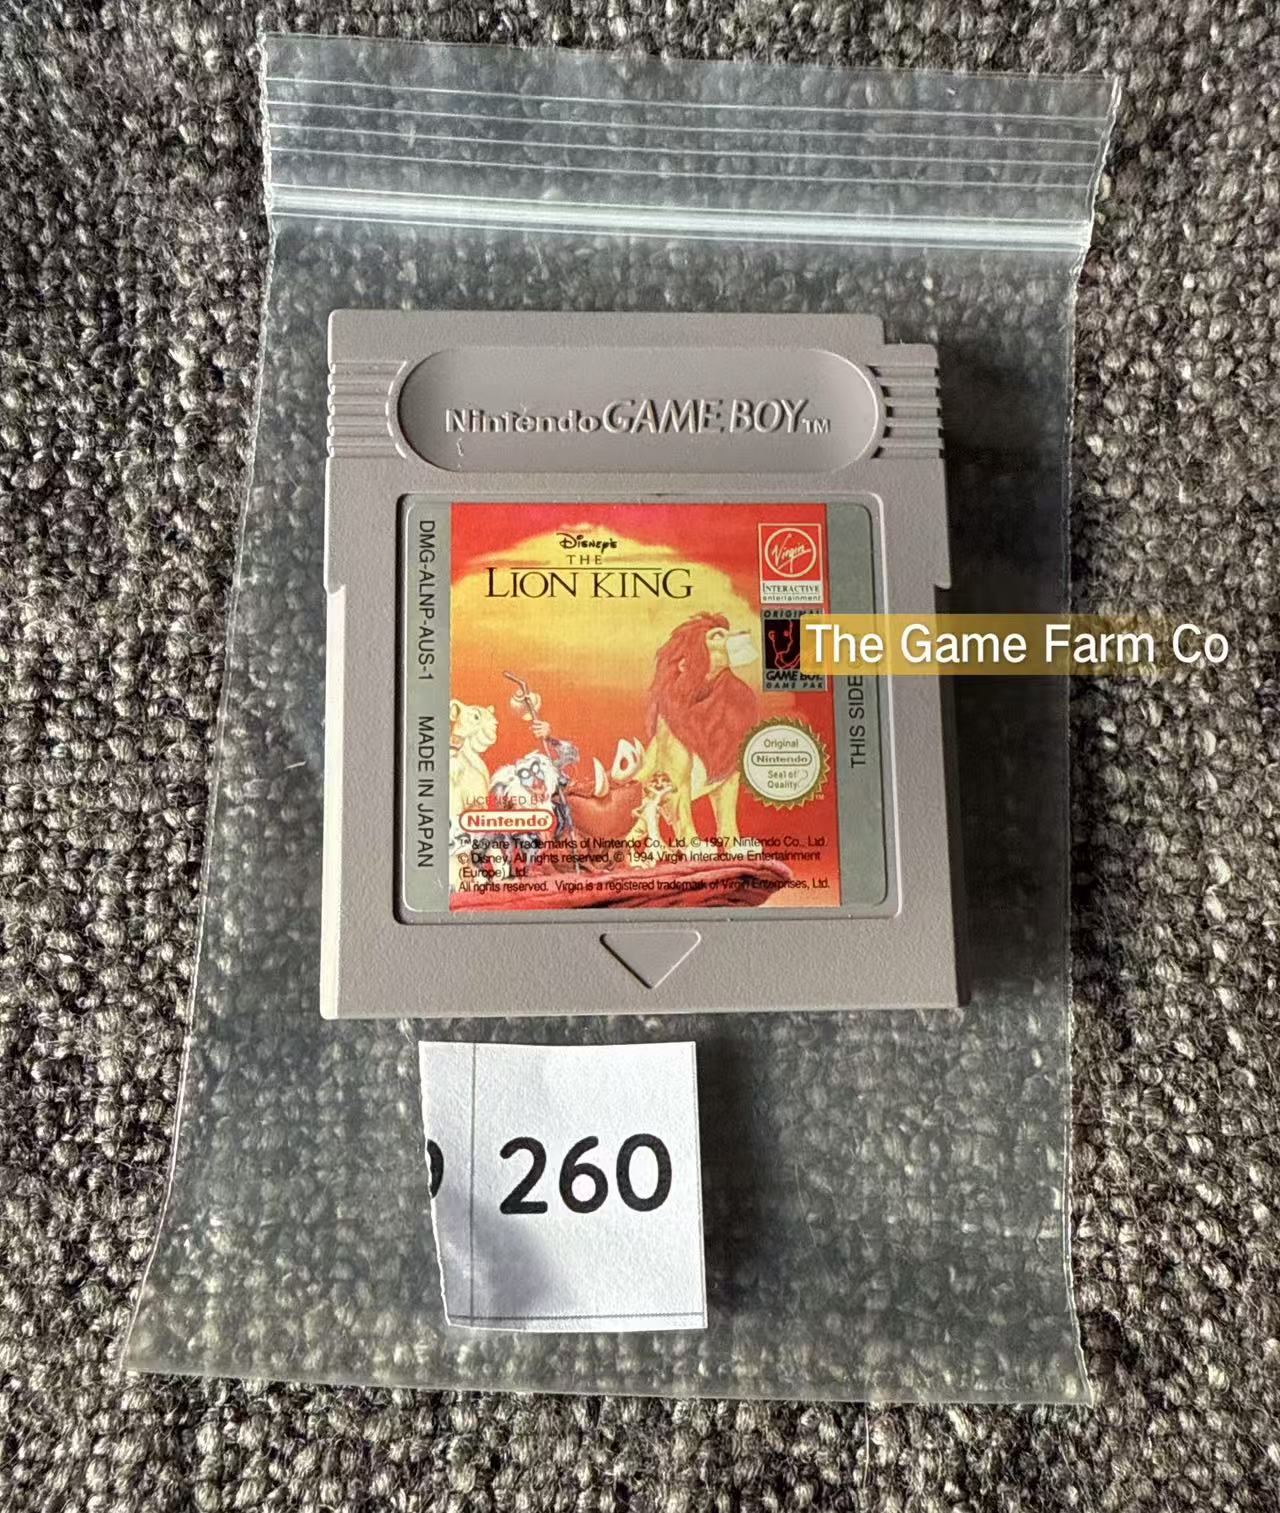 Nintendo GAME BOY TM
DMG-ALNP-AUS-1 MADE IN JAPAN
Disney's
THE
LION KING
Virgin
INTERACTIVE
entertainment
ORIGINAL
GAME BOY
GAME PAK
The Game Farm Co
THIS SIDE
Original
Nintendo
Seal of
Quality
TM
LICENSED BY
Nintendo
™ & ® are Trademarks of Nintendo Co., Ltd. © 1997 Nintendo Co., Ltd.
© Disney. All rights reserved. © 1994 Virgin Interactive Entertainment
(Europe) Ltd.
All rights reserved. Virgin is a registered trademark of Virgin Enterprises, Ltd.
260